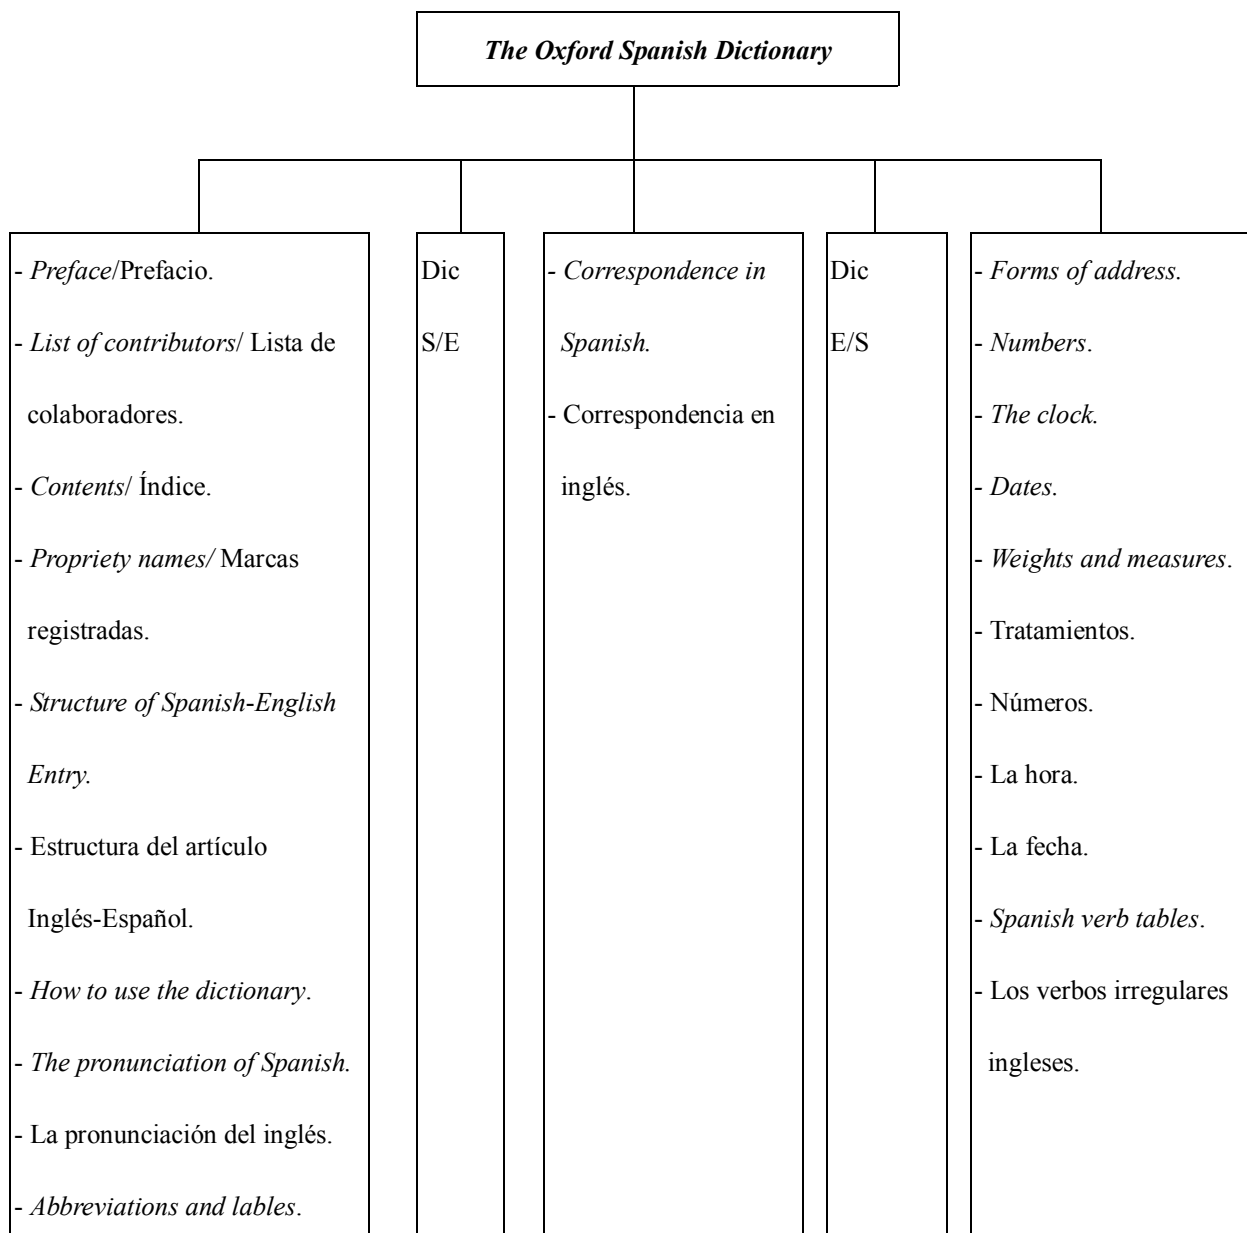 The Oxford Spanish Dictionary
- Preface/Prefacio.
- List of contributors/ Lista de
colaboradores.
- Contents/ Índice.
- Propriety names/ Marcas
registradas.
- Structure of Spanish-English
Entry.
- Estructura del artículo
Inglés-Español.
- How to use the dictionary.
- The pronunciation of Spanish.
- La pronunciación del inglés.
- Abbreviations and lables.
Dic
S/E
- Correspondence in
Spanish.
- Correspondencia en
inglés.
Dic
E/S
- Forms of address.
- Numbers.
- The clock.
- Dates.
- Weights and measures.
- Tratamientos.
- Números.
- La hora.
- La fecha.
- Spanish verb tables.
- Los verbos irregulares
ingleses.